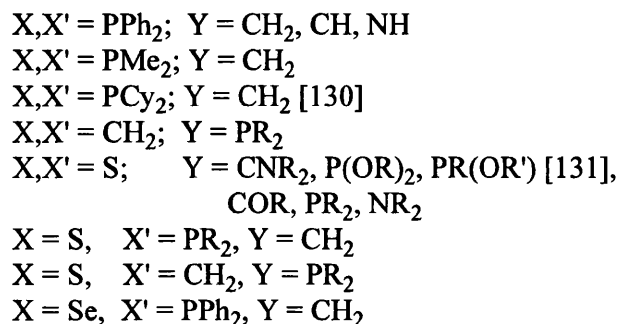 X,X' = PPh₂; Y = CH₂, CH, NH
X,X' = PMe₂; Y = CH₂
X,X' = PCy₂; Y = CH₂ [130]
X,X' = CH₂; Y = PR₂
X,X' = S; Y = CNR₂, P(OR)₂, PR(OR') [131],
COR, PR₂, NR₂
X = S, X' = PR₂, Y = CH₂
X = S, X' = CH₂, Y = PR₂
X = Se, X' = PPh₂, Y = CH₂